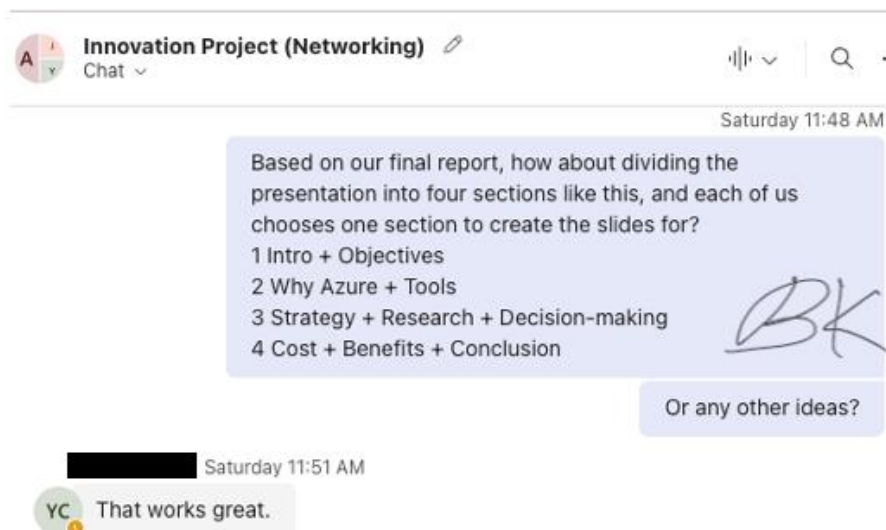 A J Y
Innovation Project (Networking)
Chat
Saturday 11:48 AM
Based on our final report, how about dividing the
presentation into four sections like this, and each of us
chooses one section to create the slides for?
1 Intro + Objectives
2 Why Azure + Tools
3 Strategy + Research + Decision-making
4 Cost + Benefits + Conclusion
BK
Or any other ideas?
Saturday 11:51 AM
YC
That works great.